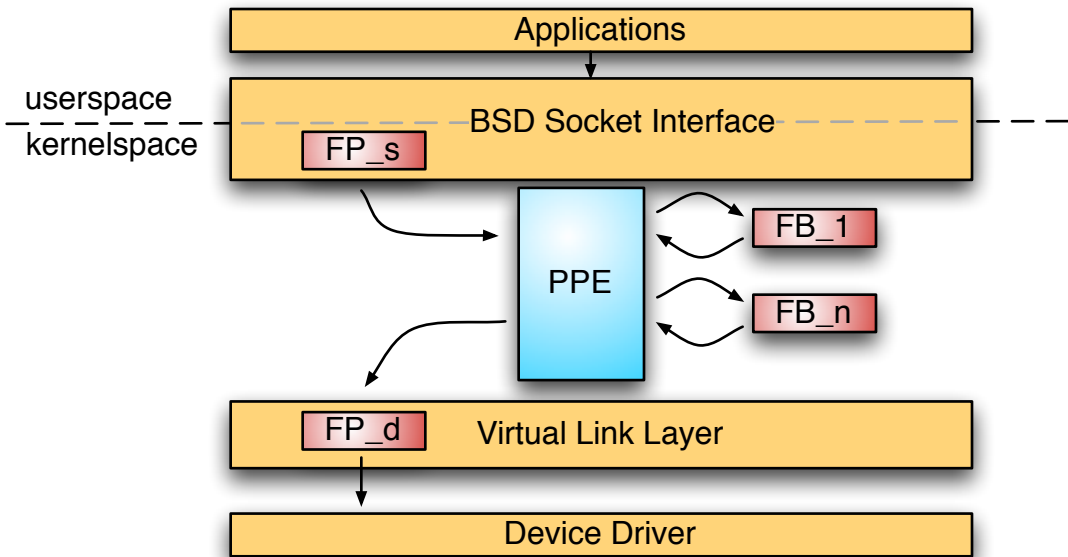 Applications
userspace
BSD Socket Interface
kernelspace
FP_s
FB_1
PPE
FB_n
FP_d
Virtual Link Layer
Device Driver